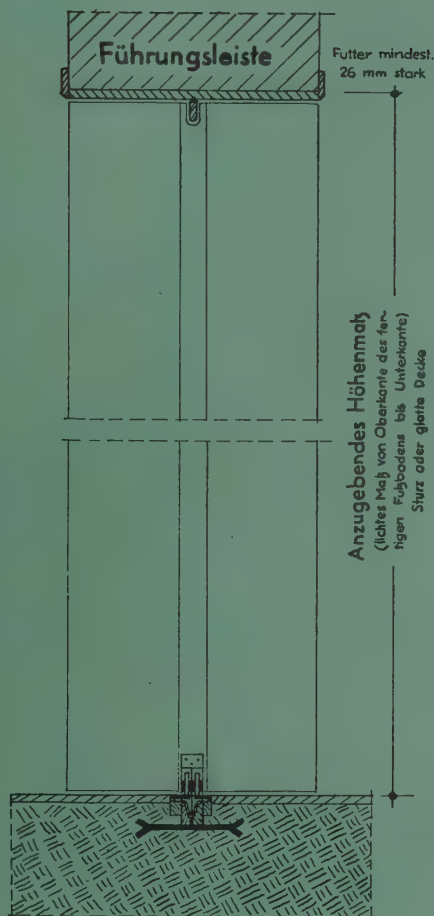 Führungsleiste
Futter mindest.
26 mm stark
Anzugebendes Höhenmaß
(lichtes Maß von Oberkante des fer-
tigen Fußbodens bis Unterkante)
Sturz oder glatte Decke